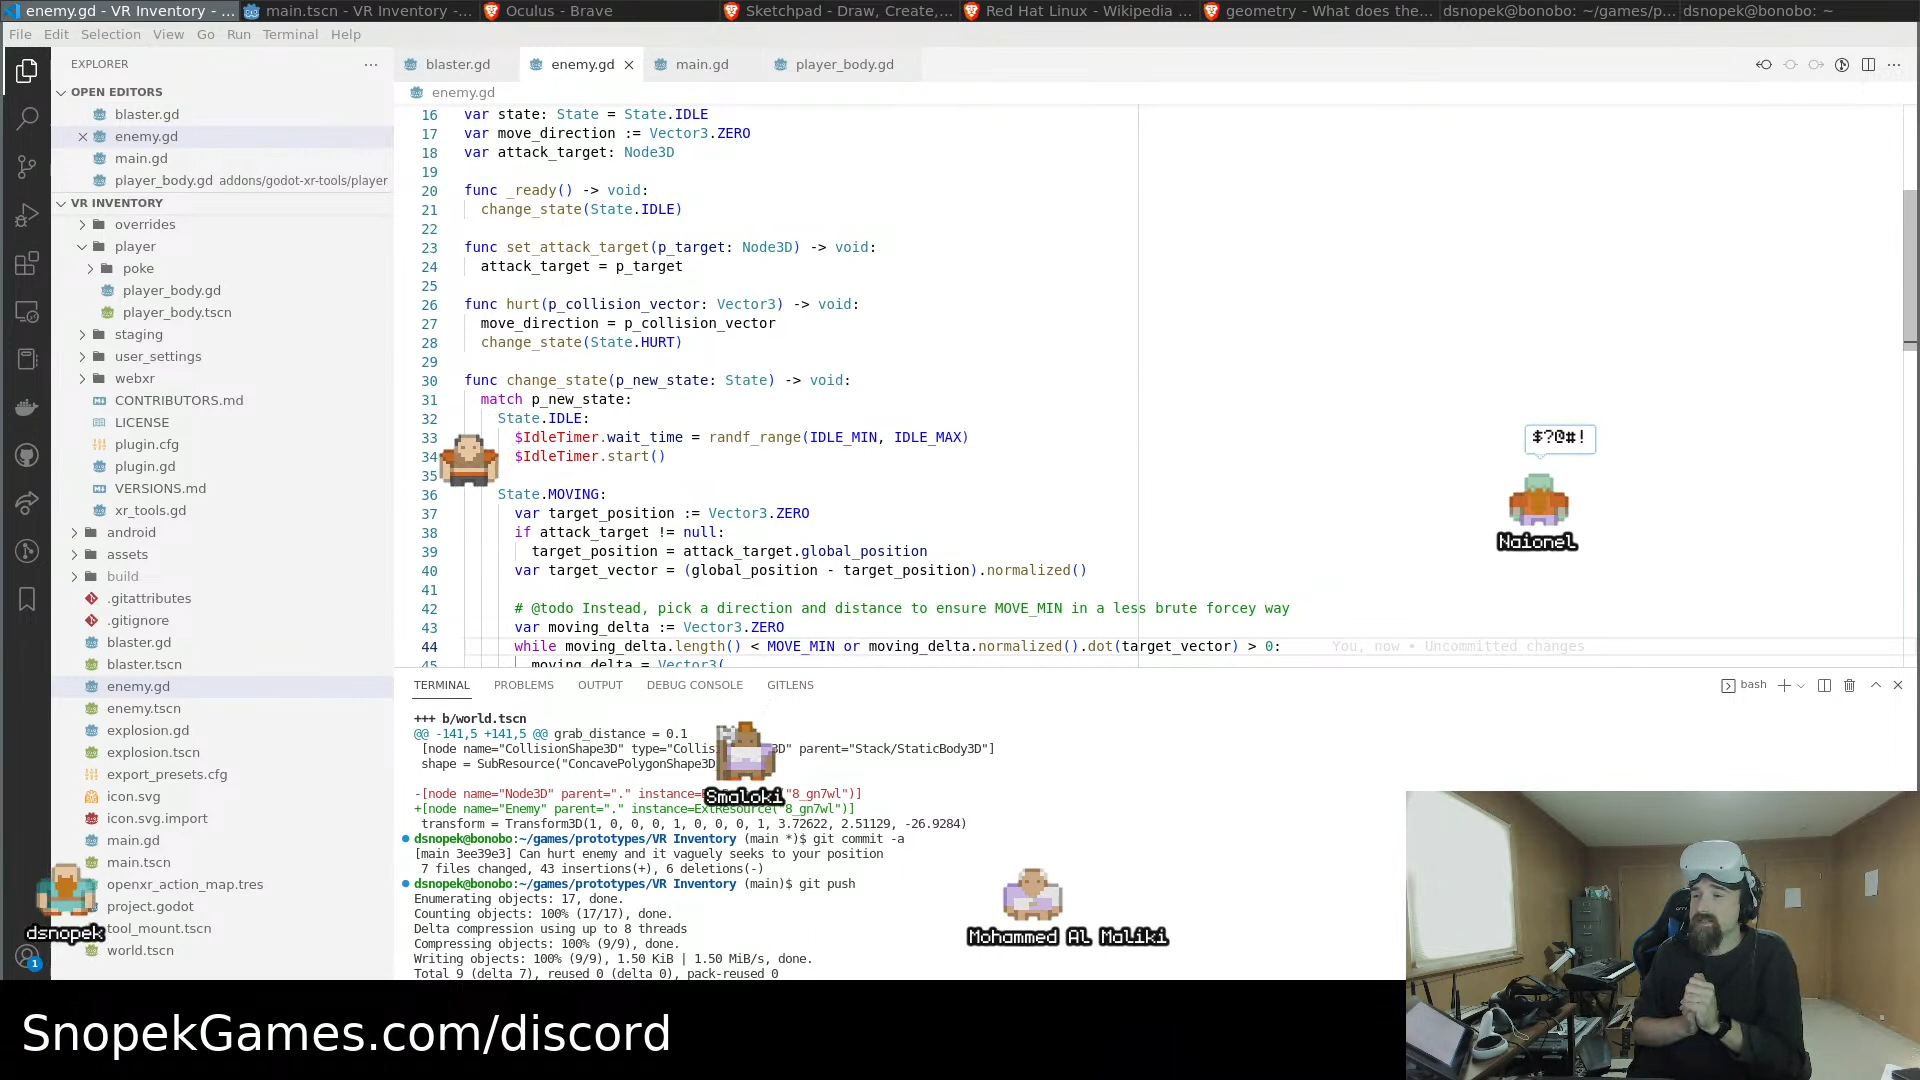 enemy.gd - VR Inventory - ...
main.tscn - VR Inventory -...
Oculus - Brave
Sketchpad - Draw, Create,...
Red Hat Linux - Wikipedia ...
geometry - What does the...
dsnopek@bonobo: ~/games/p...
dsnopek@bonobo: ~
File Edit Selection View Go Run Terminal Help
EXPLORER
blaster.gd
enemy.gd
main.gd
player_body.gd
OPEN EDITORS
enemy.gd
blaster.gd
enemy.gd
main.gd
player_body.gd addons/godot-xr-tools/player
VR INVENTORY
overrides
player
poke
player_body.gd
player_body.tscn
staging
user_settings
webxr
CONTRIBUTORS.md
LICENSE
plugin.cfg
plugin.gd
VERSIONS.md
xr_tools.gd
android
assets
build
.gitattributes
.gitignore
blaster.gd
blaster.tscn
enemy.gd
enemy.tscn
explosion.gd
explosion.tscn
export_presets.cfg
icon.svg
icon.svg.import
main.gd
main.tscn
openxr_action_map.tres
project.godot
tool_mount.tscn
world.tscn
1
dsnopek
16 var state: State = State.IDLE
17 var move_direction := Vector3.ZERO
18 var attack_target: Node3D
19
20 func _ready() -> void:
21 change_state(State.IDLE)
22
23 func set_attack_target(p_target: Node3D) -> void:
24 attack_target = p_target
25
26 func hurt(p_collision_vector: Vector3) -> void:
27 move_direction = p_collision_vector
28 change_state(State.HURT)
29
30 func change_state(p_new_state: State) -> void:
31 match p_new_state:
32 State.IDLE:
33 $IdleTimer.wait_time = randf_range(IDLE_MIN, IDLE_MAX)
34 $IdleTimer.start()
35
36 State.MOVING:
37 var target_position := Vector3.ZERO
38 if attack_target != null:
39 target_position = attack_target.global_position
40 var target_vector = (global_position - target_position).normalized()
41
42 # @todo Instead, pick a direction and distance to ensure MOVE_MIN in a less brute forcey way
43 var moving_delta := Vector3.ZERO
44 while moving_delta.length() < MOVE_MIN or moving_delta.normalized().dot(target_vector) > 0: You, now • Uncommitted changes
45 moving_delta = Vector3(
$?@#!
Naionel
TERMINAL PROBLEMS OUTPUT DEBUG CONSOLE GITLENS
bash
+++ b/world.tscn
@@ -141,5 +141,5 @@ grab_distance = 0.1
[node name="CollisionShape3D" type="Collis 3D" parent="Stack/StaticBody3D"]
shape = SubResource("ConcavePolygonShape3D
-[node name="Node3D" parent="." instance= "8_gn7wl")]
+[node name="Enemy" parent="." instance=ExtResource("8_gn7wl")]
transform = Transform3D(1, 0, 0, 0, 1, 0, 0, 0, 1, 3.72622, 2.51129, -26.9284)
dsnopek@bonobo:~/games/prototypes/VR Inventory (main *)$ git commit -a
[main 3ee39e3] Can hurt enemy and it vaguely seeks to your position
7 files changed, 43 insertions(+), 6 deletions(-)
dsnopek@bonobo:~/games/prototypes/VR Inventory (main)$ git push
Enumerating objects: 17, done.
Counting objects: 100% (17/17), done.
Delta compression using up to 8 threads
Compressing objects: 100% (9/9), done.
Writing objects: 100% (9/9), 1.50 KiB | 1.50 MiB/s, done.
Total 9 (delta 7), reused 0 (delta 0), pack-reused 0
Smaloki
Mohammed Al Maliki
SnopekGames.com/discord